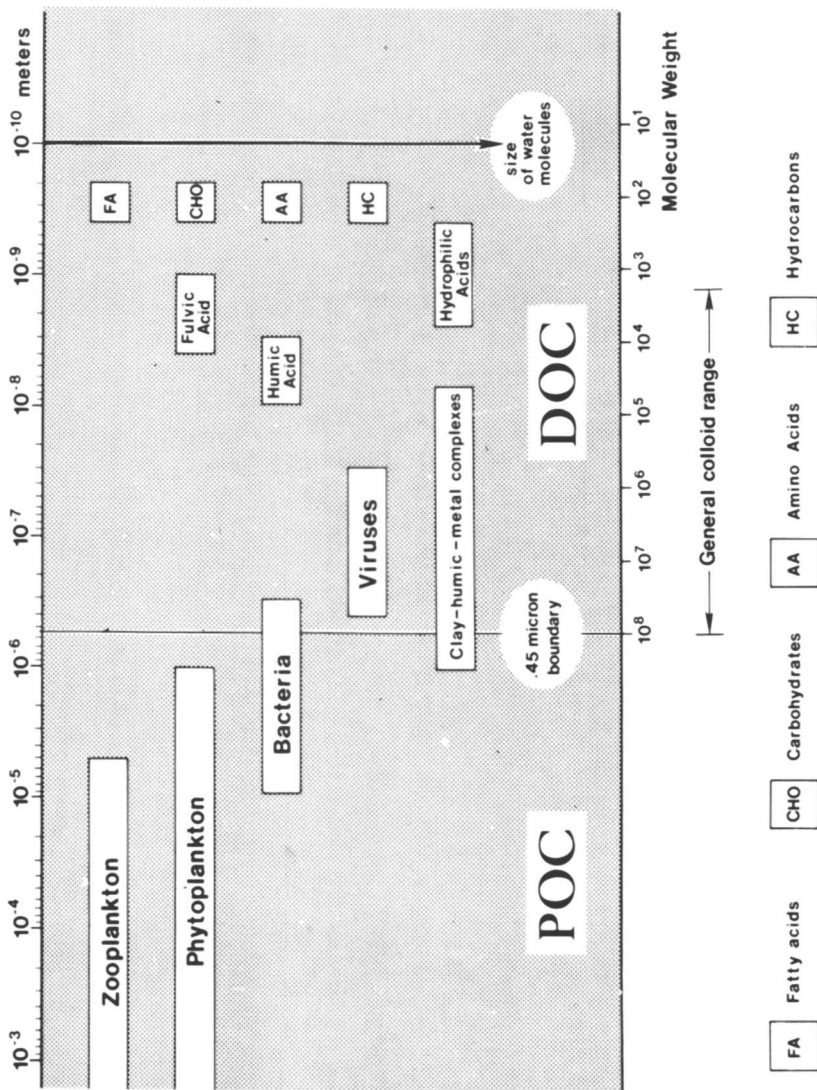 10⁻³
10⁻⁴
10⁻⁵
10⁻⁶
10⁻⁷
10⁻⁸
10⁻⁹
10⁻¹⁰
meters
Zooplankton
FA
Phytoplankton
Fulvic
Acid
CHO
Bacteria
Humic
Acid
AA
Viruses
HC
Clay-humic-metal complexes
Hydrophilic
Acids
POC
.45 micron
boundary
DOC
size
of water
molecules
10⁸
10⁷
10⁶
10⁵
10⁴
10³
10²
10¹
Molecular Weight
General colloid range
FA Fatty acids
CHO Carbohydrates
AA Amino Acids
HC Hydrocarbons